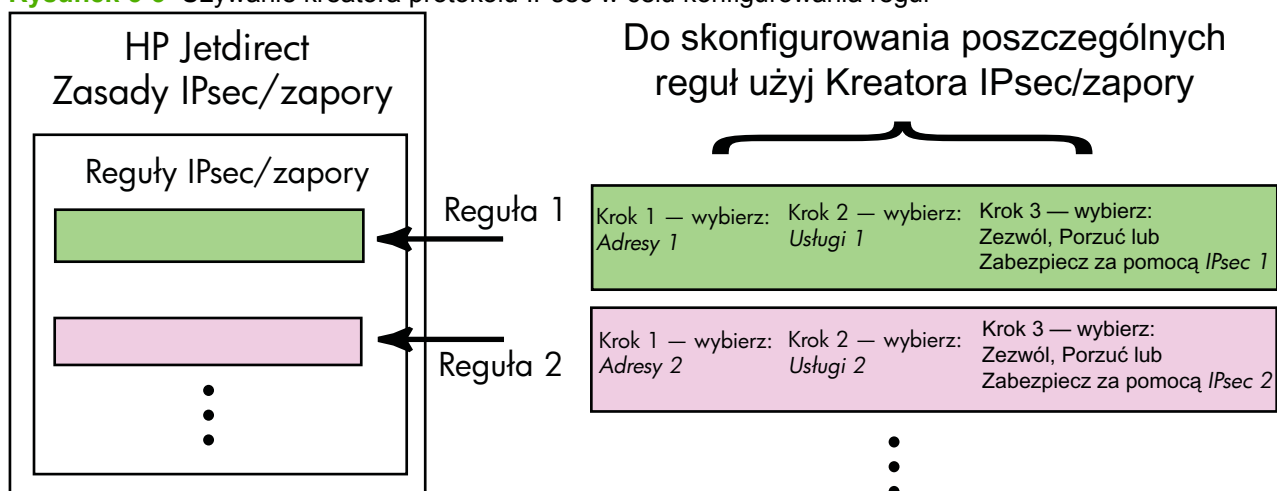 HP Jetdirect
Zasady IPsec/zapory
Reguły IPsec/zapory
Reguła 1
Reguła 2
Do skonfigurowania poszczególnych
reguł użyj Kreatora IPsec/zapory
Krok 1 — wybierz:
Adresy 1
Krok 2 — wybierz:
Usługi 1
Krok 3 — wybierz:
Zezwól, Porzuć lub
Zabezpiecz za pomocą IPsec 1
Krok 1 — wybierz:
Adresy 2
Krok 2 — wybierz:
Usługi 2
Krok 3 — wybierz:
Zezwól, Porzuć lub
Zabezpiecz za pomocą IPsec 2